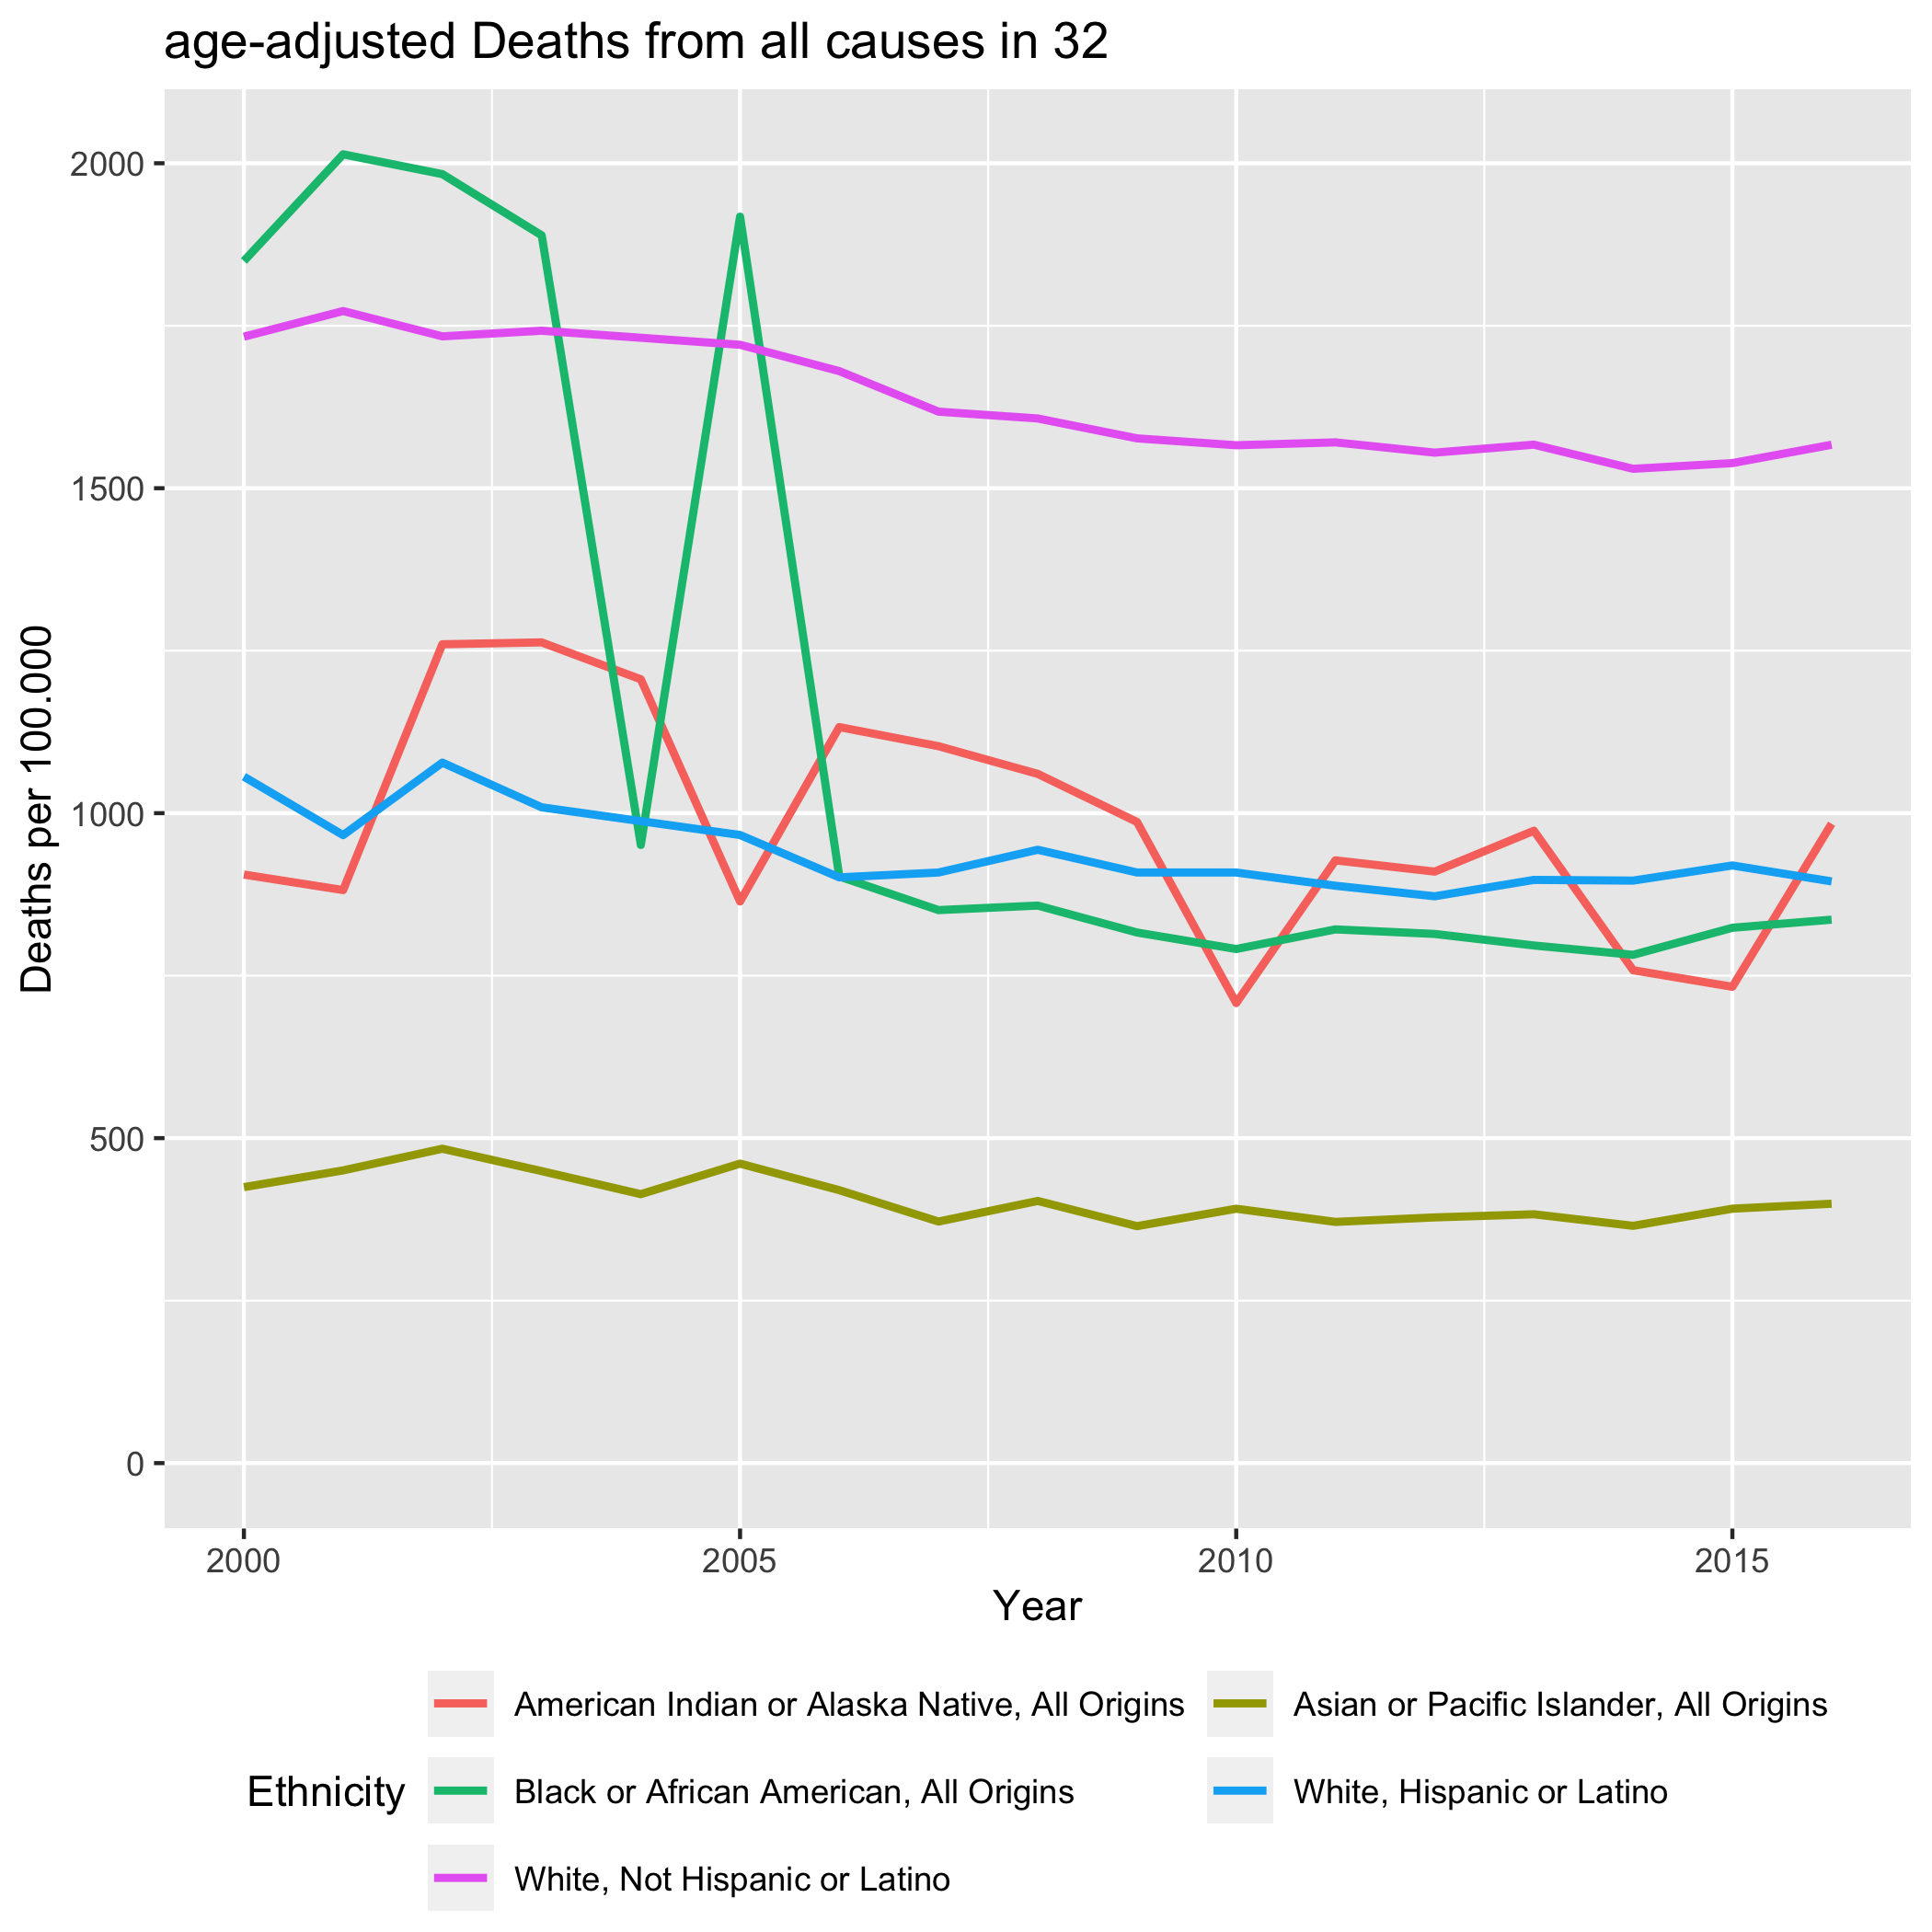 age-adjusted Deaths from all causes in 32
Deaths per 100.000
2000
1500
1000
500
0
2000 2005 2010 2015
Year
Ethnicity
American Indian or Alaska Native, All Origins
Asian or Pacific Islander, All Origins
Black or African American, All Origins
White, Hispanic or Latino
White, Not Hispanic or Latino